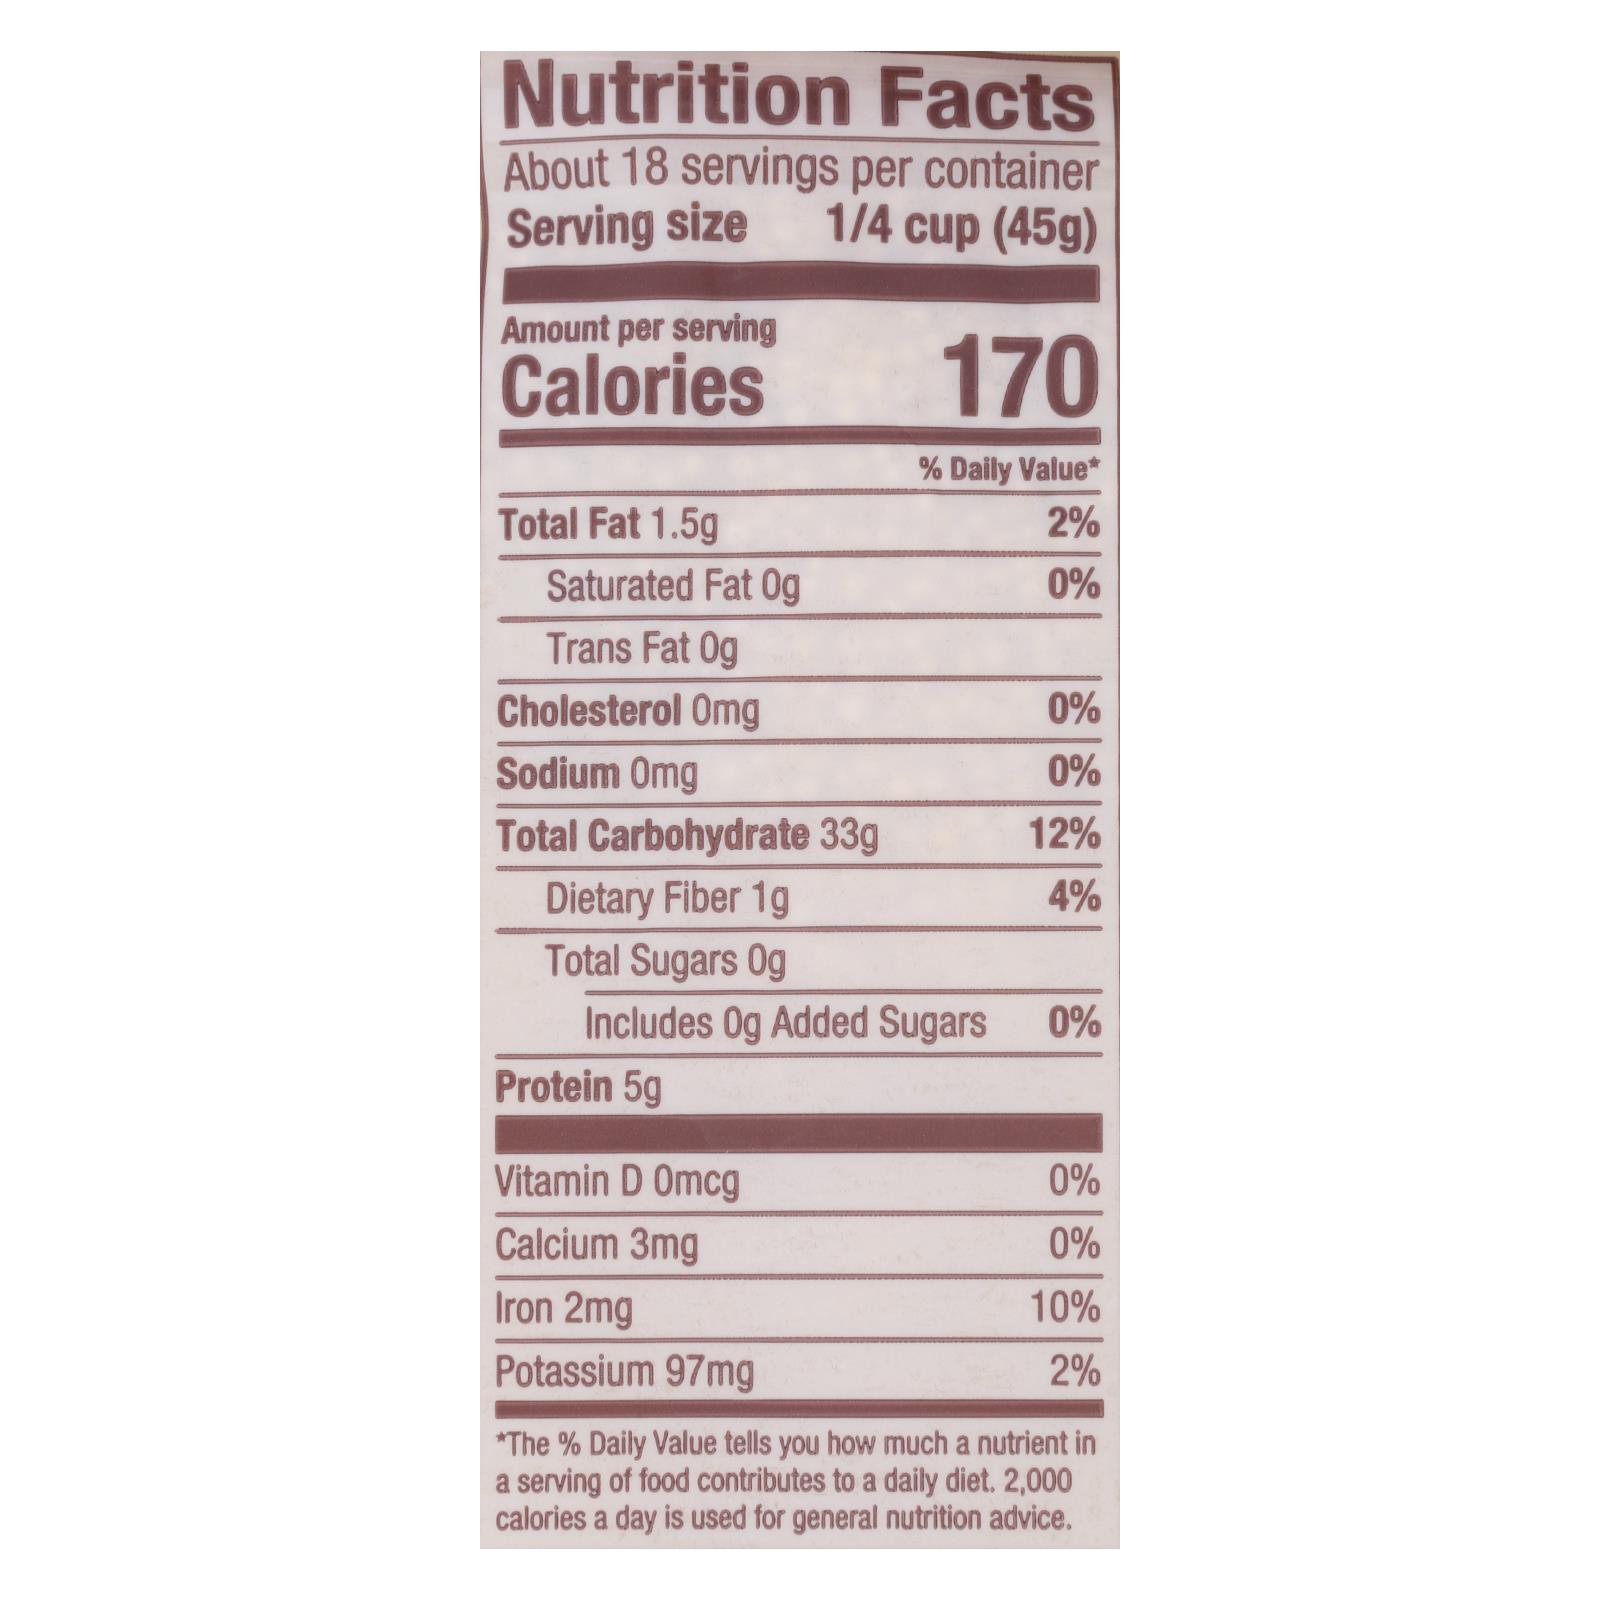 Nutrition Facts
About 18 servings per container
Serving size 1/4 cup (45g)
Amount per serving
Calories 170
% Daily Value*
Total Fat 1.5g 2%
Saturated Fat 0g 0%
Trans Fat 0g
Cholesterol 0mg 0%
Sodium 0mg 0%
Total Carbohydrate 33g 12%
Dietary Fiber 1g 4%
Total Sugars 0g
Includes 0g Added Sugars 0%
Protein 5g
Vitamin D 0mcg 0%
Calcium 3mg 0%
Iron 2mg 10%
Potassium 97mg 2%
*The % Daily Value tells you how much a nutrient in
a serving of food contributes to a daily diet. 2,000
calories a day is used for general nutrition advice.